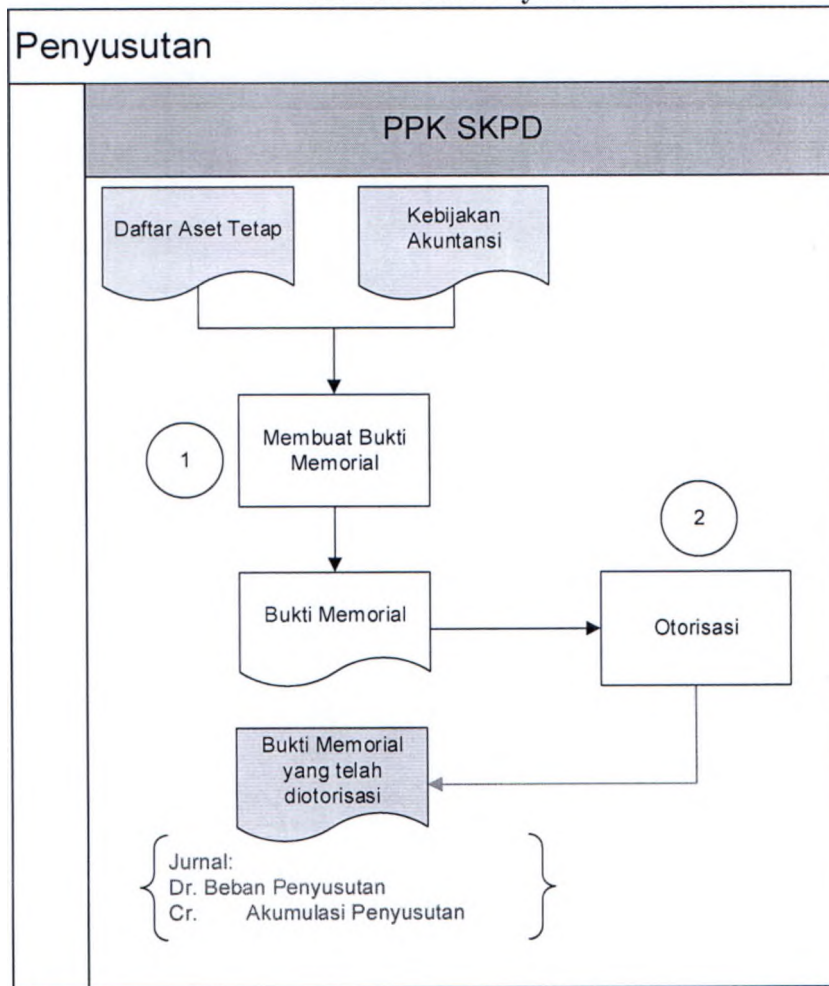 Penyusutan
PPK SKPD
Daftar Aset Tetap
Kebijakan
Akuntansi
1
Membuat Bukti
Memorial
2
Bukti Memorial
Otorisasi
Bukti Memorial
yang telah
diotorisasi
Jurnal:
Dr. Beban Penyusutan
Cr. Akumulasi Penyusutan